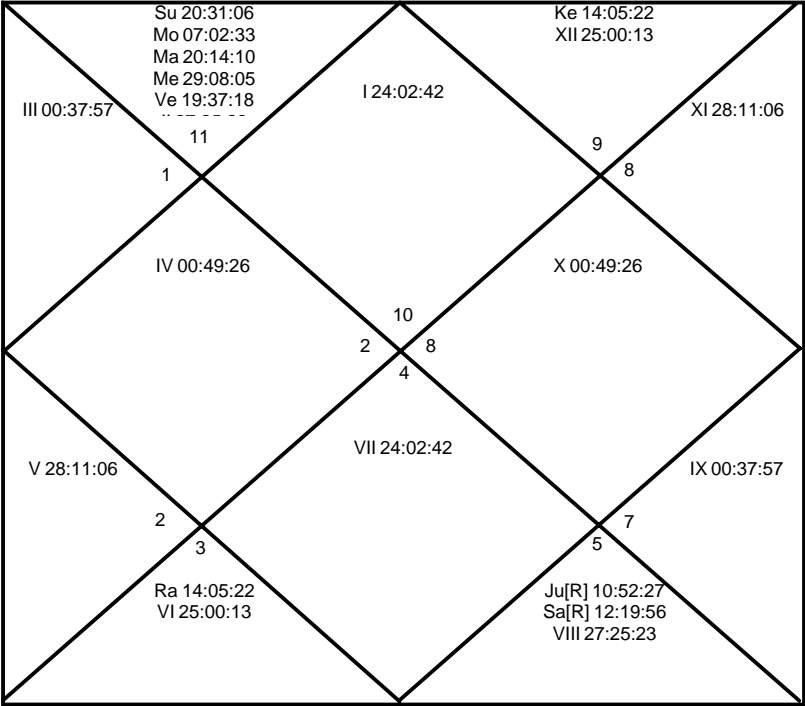 Su 20:31:06
Mo 07:02:33
Ma 20:14:10
Me 29:08:05
Ve 19:37:18
11
Ke 14:05:22
XII 25:00:13
9
I 24:02:42
III 00:37:57
1
XI 28:11:06
8
IV 00:49:26
X 00:49:26
10
2
8
4
VII 24:02:42
V 28:11:06
2
IX 00:37:57
7
3
Ra 14:05:22
VI 25:00:13
5
Ju[R] 10:52:27
Sa[R] 12:19:56
VIII 27:25:23